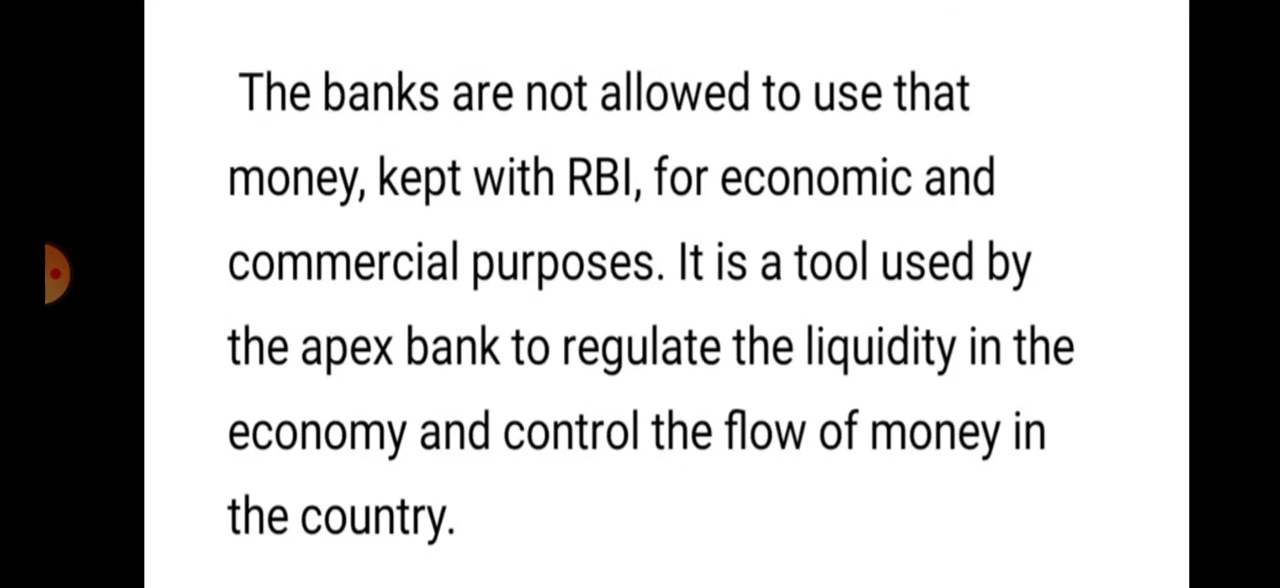 The banks are not allowed to use that
money, kept with RBI, for economic and
commercial purposes. It is a tool used by
the apex bank to regulate the liquidity in the
economy and control the flow of money in
the country.